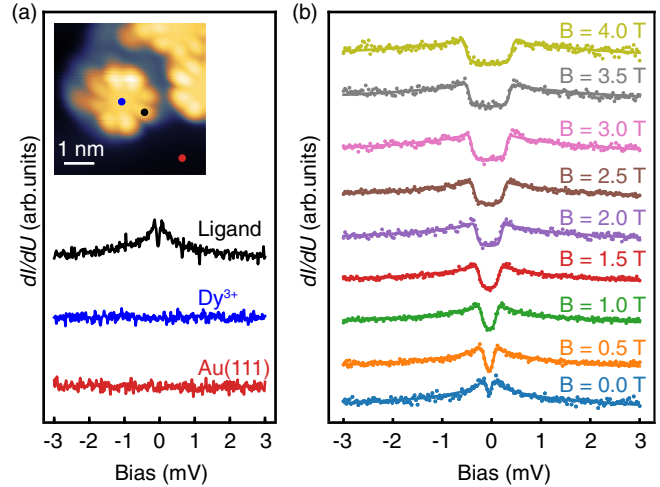 (a)
1 nm
Ligand
Dy³⁺
Au(111)
dI/dU (arb.units)
-3 -2 -1 0 1 2 3
Bias (mV)
(b)
B = 4.0 T
B = 3.5 T
B = 3.0 T
B = 2.5 T
B = 2.0 T
B = 1.5 T
B = 1.0 T
B = 0.5 T
B = 0.0 T
dI/dU (arb.units)
-3 -2 -1 0 1 2 3
Bias (mV)